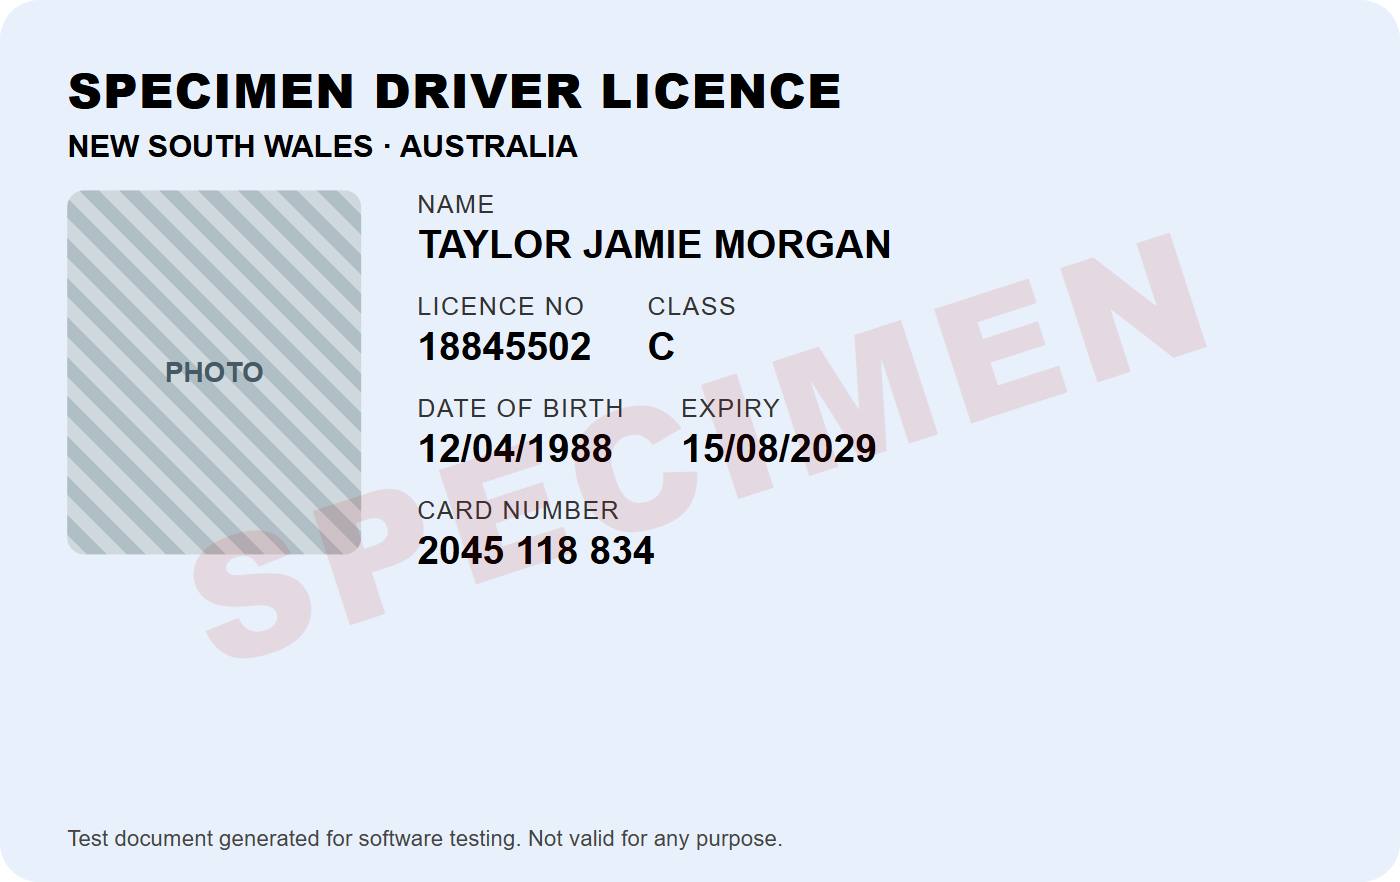 SPECIMEN DRIVER LICENCE
NEW SOUTH WALES · AUSTRALIA
PHOTO
NAME
TAYLOR JAMIE MORGAN
LICENCE NO CLASS
18845502 C
DATE OF BIRTH EXPIRY
12/04/1988 15/08/2029
CARD NUMBER
2045 118 834
SPECIMEN
Test document generated for software testing. Not valid for any purpose.